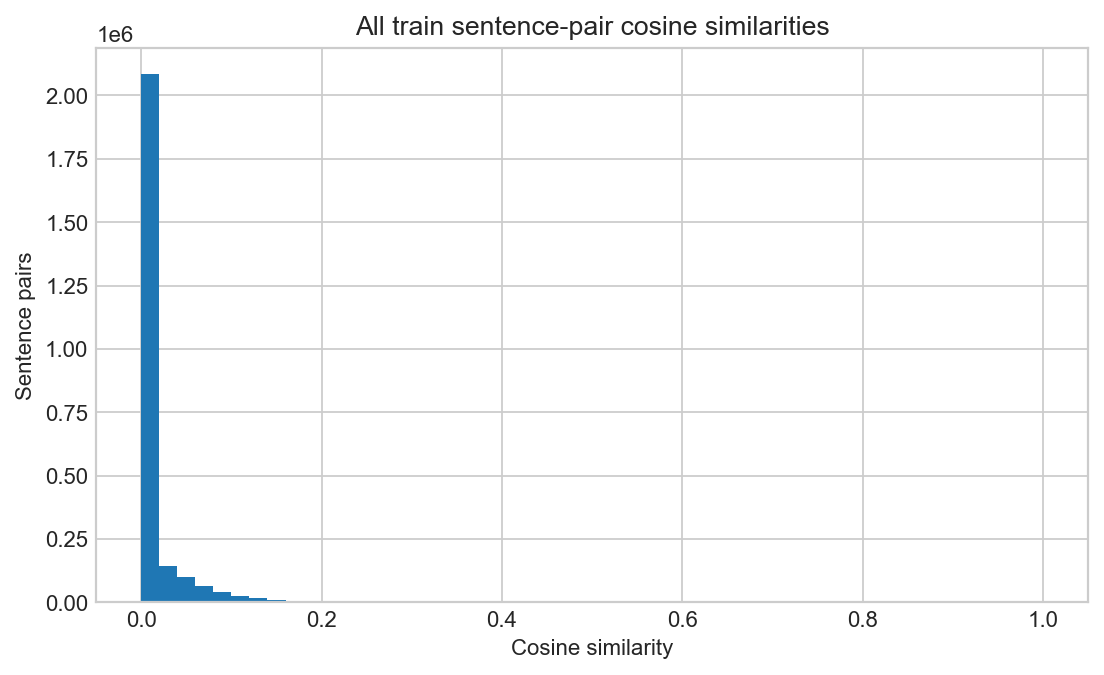 All train sentence-pair cosine similarities
1e6
2.00
1.75
1.50
1.25
1.00
0.75
0.50
0.25
0.00
Sentence pairs
0.0 0.2 0.4 0.6 0.8 1.0
Cosine similarity